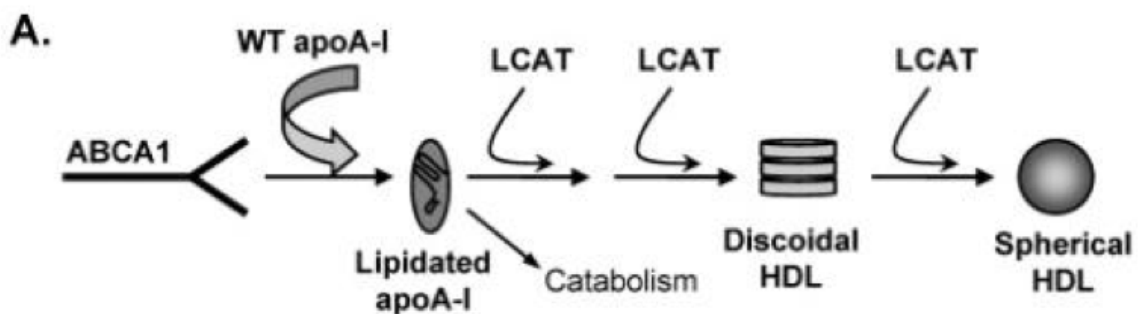 A.
WT apoA-I
LCAT
LCAT
LCAT
ABCA1
Lipidated
apoA-I
Catabolism
Discoidal
HDL
Spherical
HDL